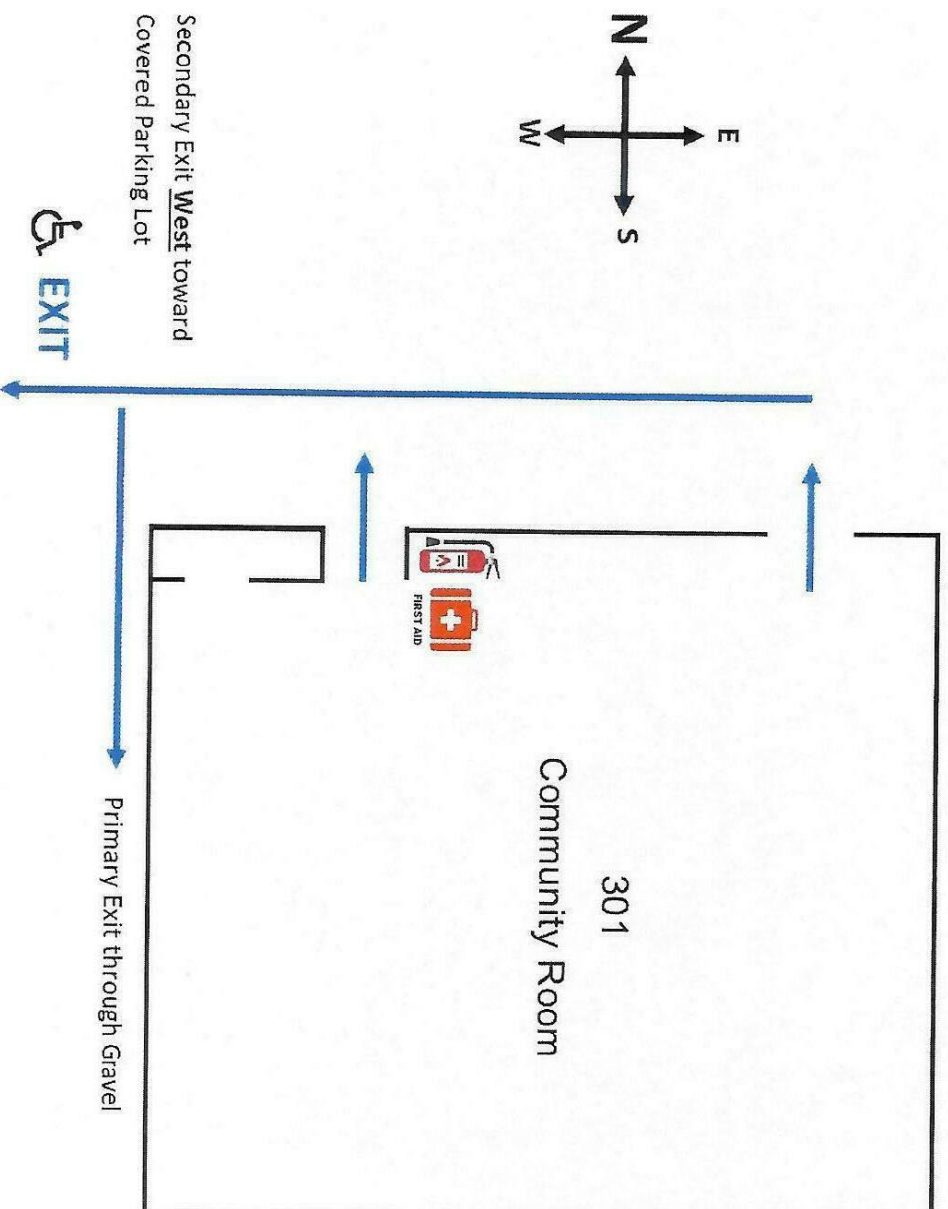 N
E
W
S
Secondary Exit West toward
Covered Parking Lot
EXIT
FIRST AID
301
Community Room
Primary Exit through Gravel